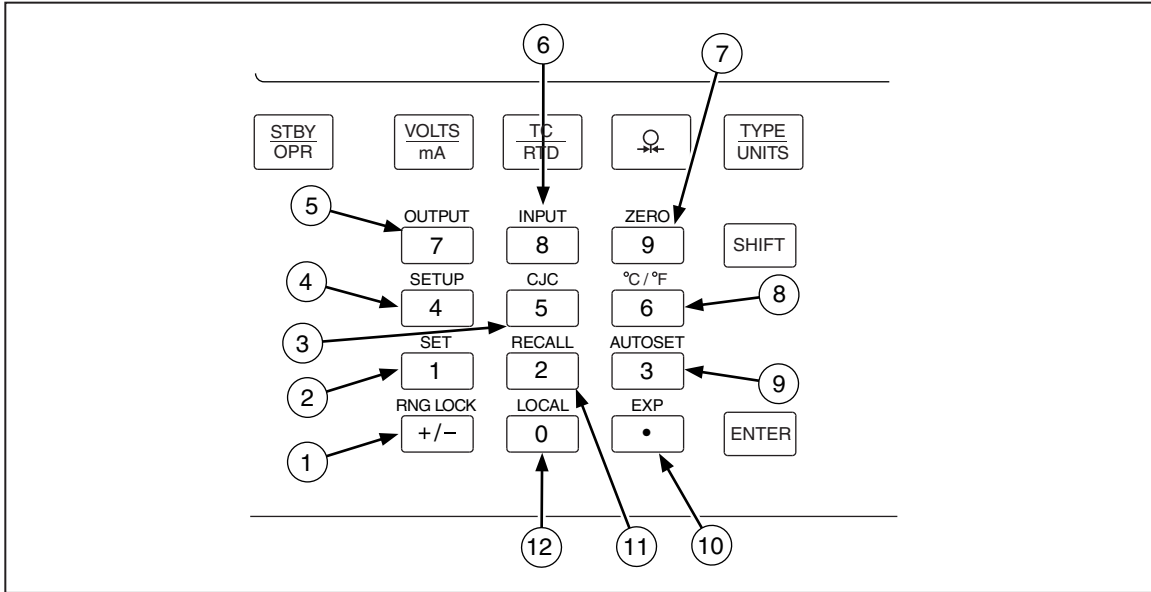 6
7
STBY
OPR
VOLTS
mA
TC
RTD
TYPE
UNITS
5
OUTPUT
7
INPUT
8
ZERO
9
SHIFT
4
SETUP
4
CJC
5
°C / °F
6
8
3
SET
1
RECALL
2
AUTOSET
3
9
2
RNG LOCK
+/−
LOCAL
0
EXP
•
ENTER
1
12
11
10